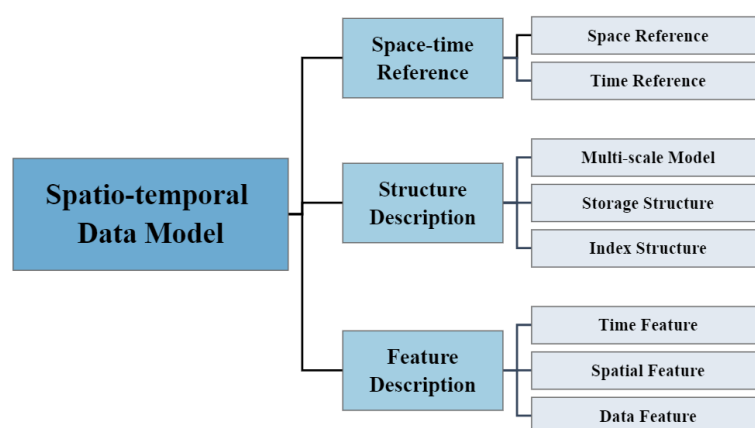 Spatio-temporal
Data Model
Space-time
Reference
Space Reference
Time Reference
Structure
Description
Multi-scale Model
Storage Structure
Index Structure
Feature
Description
Time Feature
Spatial Feature
Data Feature